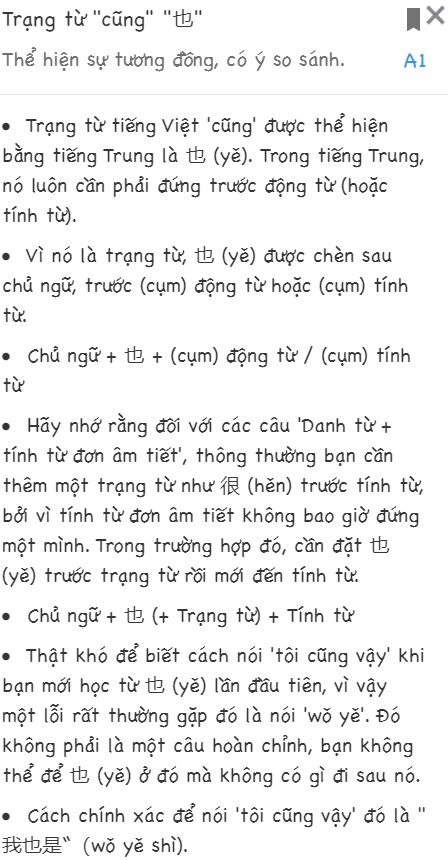 Trạng từ "cũng" "也"
Thể hiện sự tương đồng, có ý so sánh.
A1
• Trạng từ tiếng Việt 'cũng' được thể hiện
bằng tiếng Trung là 也 (yě). Trong tiếng Trung,
nó luôn cần phải đứng trước động từ (hoặc
tính từ).
• Vì nó là trạng từ, 也 (yě) được chèn sau
chủ ngữ, trước (cụm) động từ hoặc (cụm) tính
từ.
• Chủ ngữ + 也 + (cụm) động từ / (cụm) tính
từ
• Hãy nhớ rằng đối với các câu 'Danh từ +
tính từ đơn âm tiết', thông thường bạn cần
thêm một trạng từ như 很 (hěn) trước tính từ,
bởi vì tính từ đơn âm tiết không bao giờ đứng
một mình. Trong trường hợp đó, cần đặt 也
(yě) trước trạng từ rồi mới đến tính từ.
• Chủ ngữ + 也 (+ Trạng từ) + Tính từ
• Thật khó để biết cách nói 'tôi cũng vậy' khi
bạn mới học từ 也 (yě) lần đầu tiên, vì vậy
một lỗi rất thường gặp đó là nói 'wǒ yě'. Đó
không phải là một câu hoàn chỉnh, bạn không
thể để 也 (yě) ở đó mà không có gì đi sau nó.
• Cách chính xác để nói 'tôi cũng vậy' đó là "
我也是“ (wǒ yě shì).